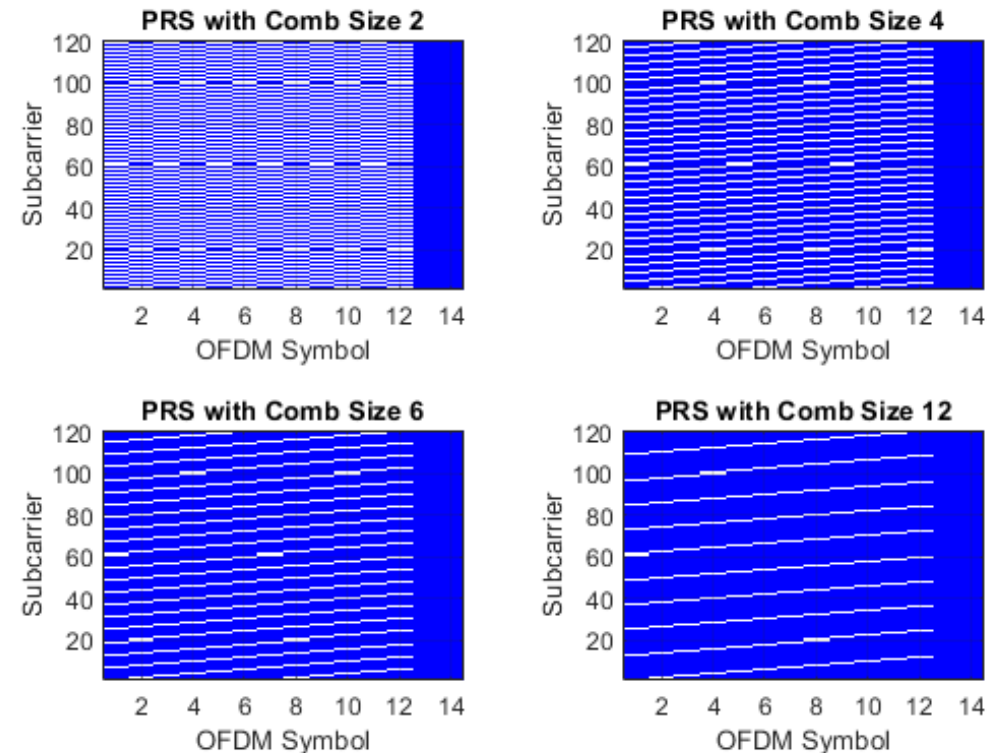 PRS with Comb Size 2
120
100
80
60
40
20
Subcarrier
2 4 6 8 10 12 14
OFDM Symbol
PRS with Comb Size 4
120
100
80
60
40
20
Subcarrier
2 4 6 8 10 12 14
OFDM Symbol
PRS with Comb Size 6
120
100
80
60
40
20
Subcarrier
2 4 6 8 10 12 14
OFDM Symbol
PRS with Comb Size 12
120
100
80
60
40
20
Subcarrier
2 4 6 8 10 12 14
OFDM Symbol